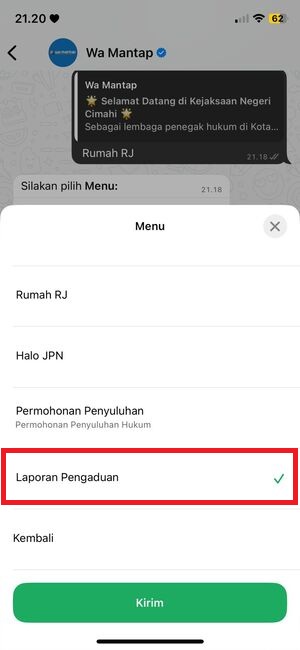 21.20
62
WA MANTAP
Wa Mantap
Wa Mantap
🌟 Selamat Datang di Kejaksaan Negeri
Cimahi 🌟
Sebagai lembaga penegak hukum di Kota...
Rumah RJ
21.18
Silakan pilih Menu:
21.18
Menu
Rumah RJ
Halo JPN
Permohonan Penyuluhan
Permohonan Penyuluhan Hukum
Laporan Pengaduan
Kembali
Kirim